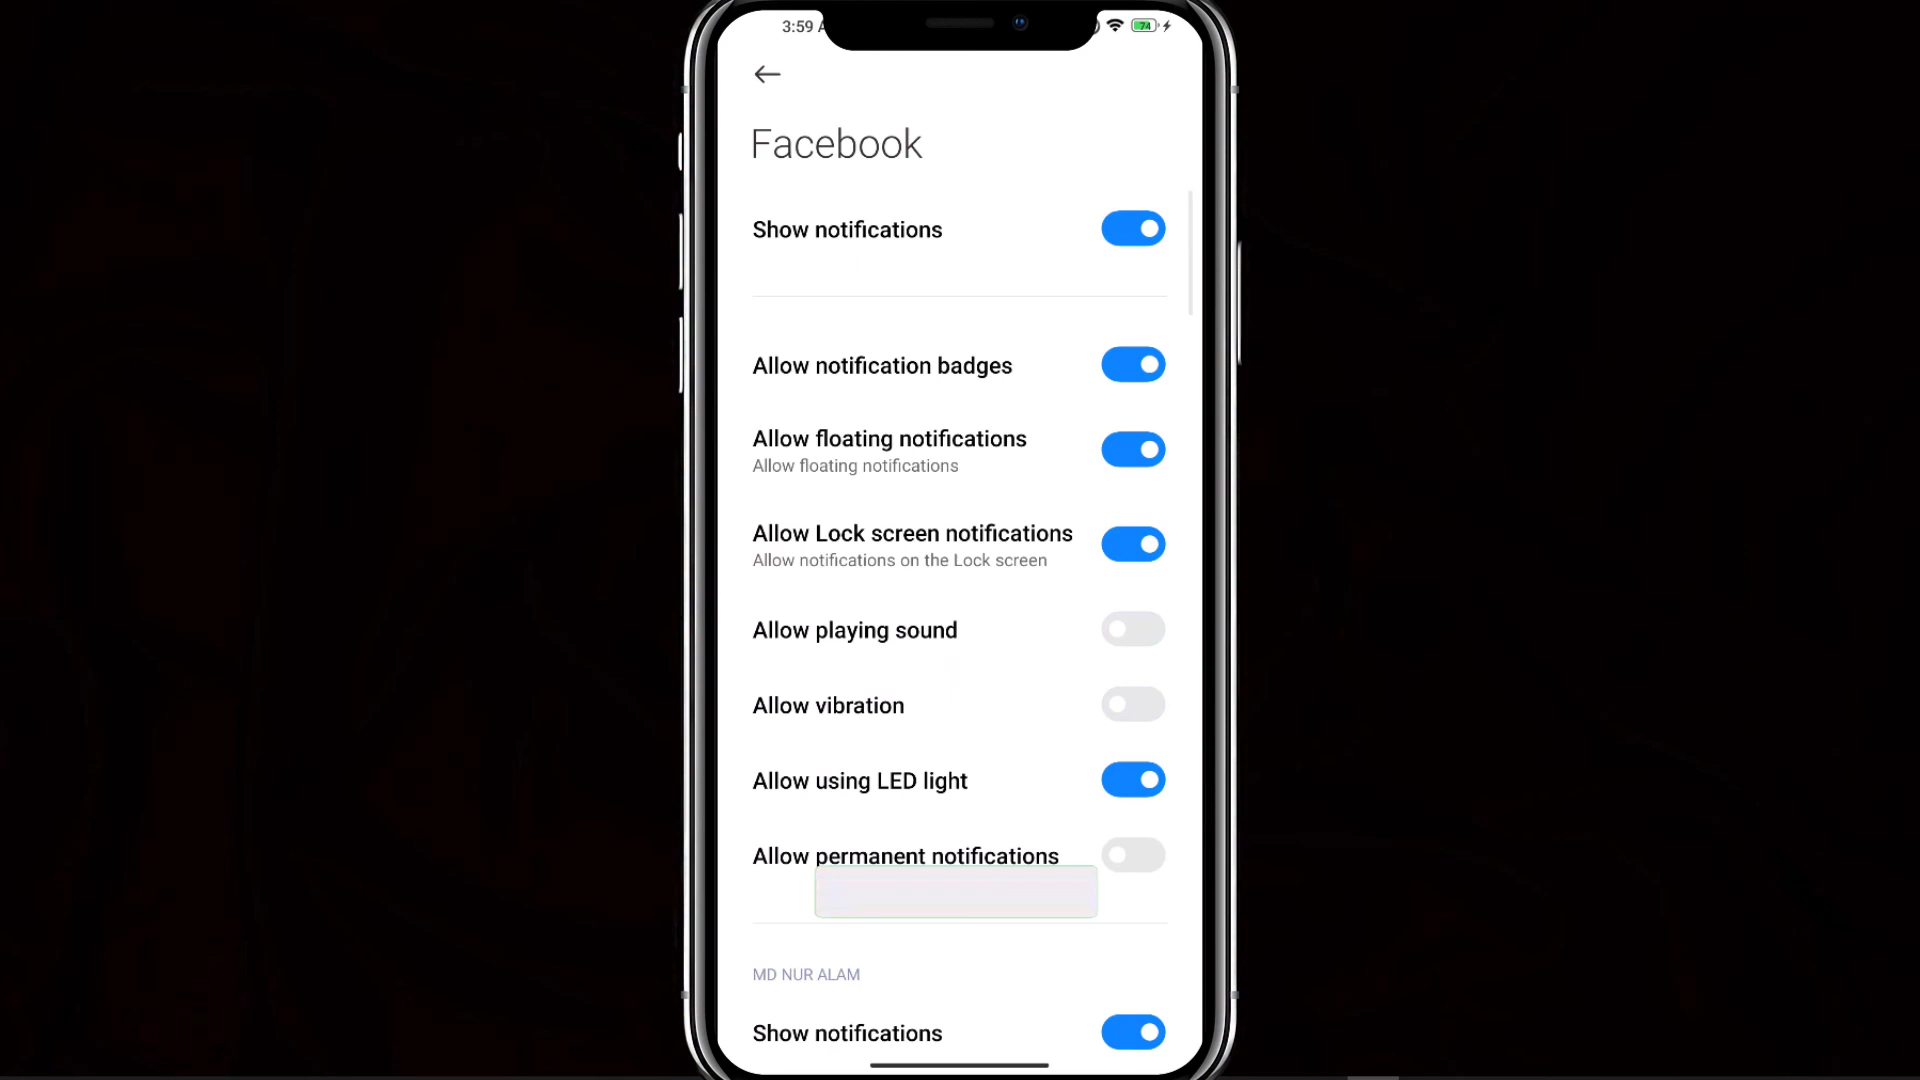 3:59
74
Facebook
Show notifications
Allow notification badges
Allow floating notifications
Allow floating notifications
Allow Lock screen notifications
Allow notifications on the Lock screen
Allow playing sound
Allow vibration
Allow using LED light
Allow permanent notifications
MD NUR ALAM
Show notifications